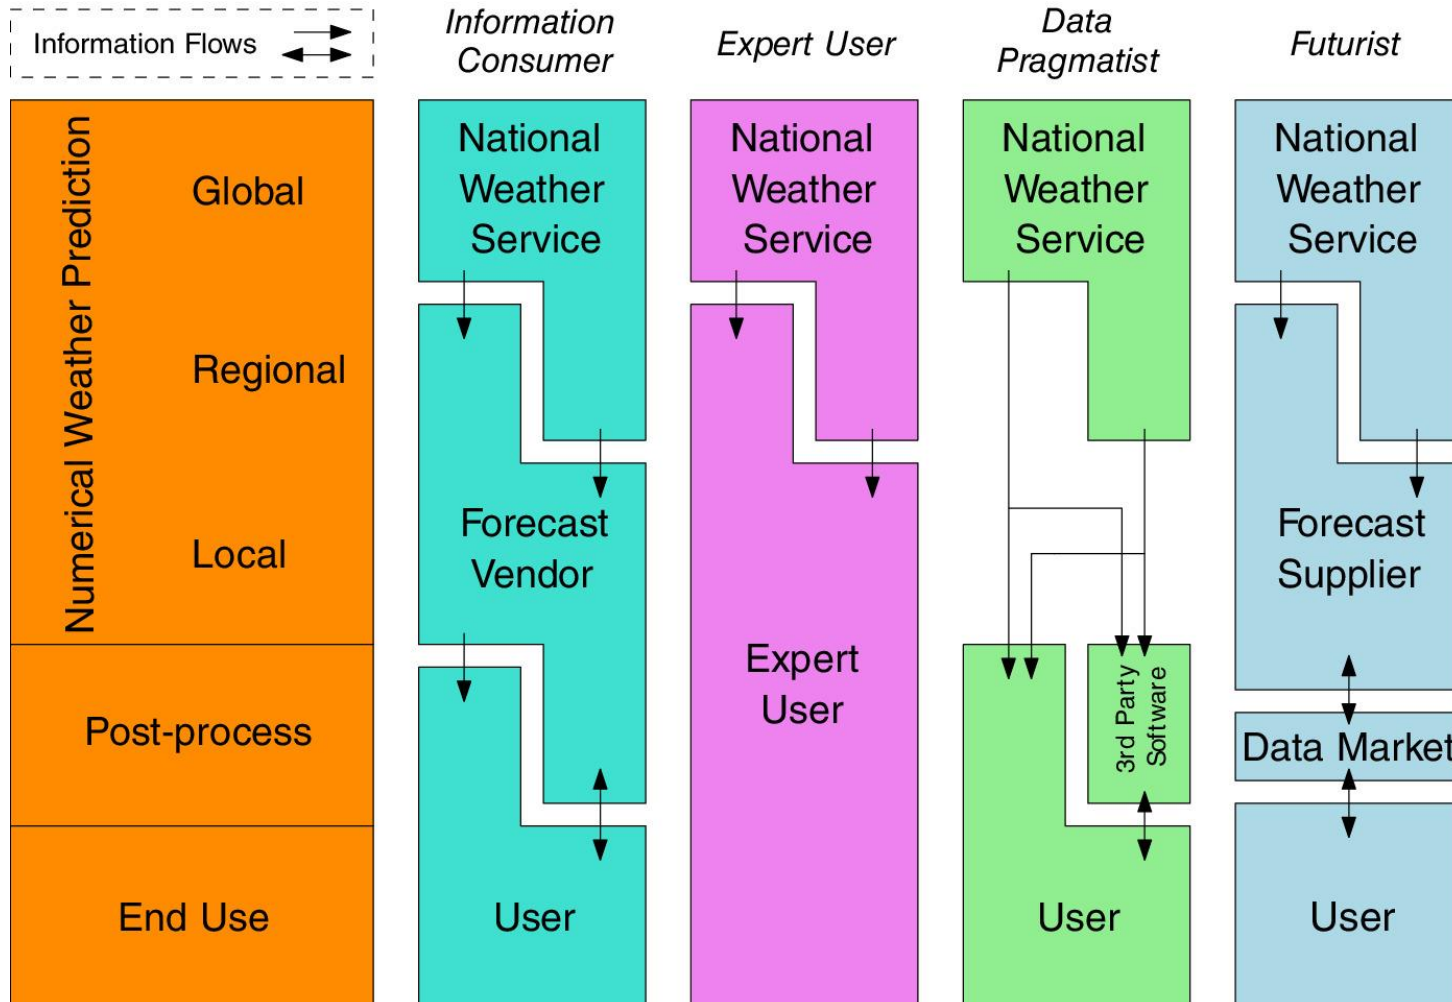 Information Flows
Information
Consumer
Expert User
Data
Pragmatist
Futurist
Numerical Weather Prediction
Global
Regional
Local
Post-process
End Use
National
Weather
Service
Forecast
Vendor
User
National
Weather
Service
Expert
User
National
Weather
Service
3rd Party
Software
User
National
Weather
Service
Forecast
Supplier
Data Market
User